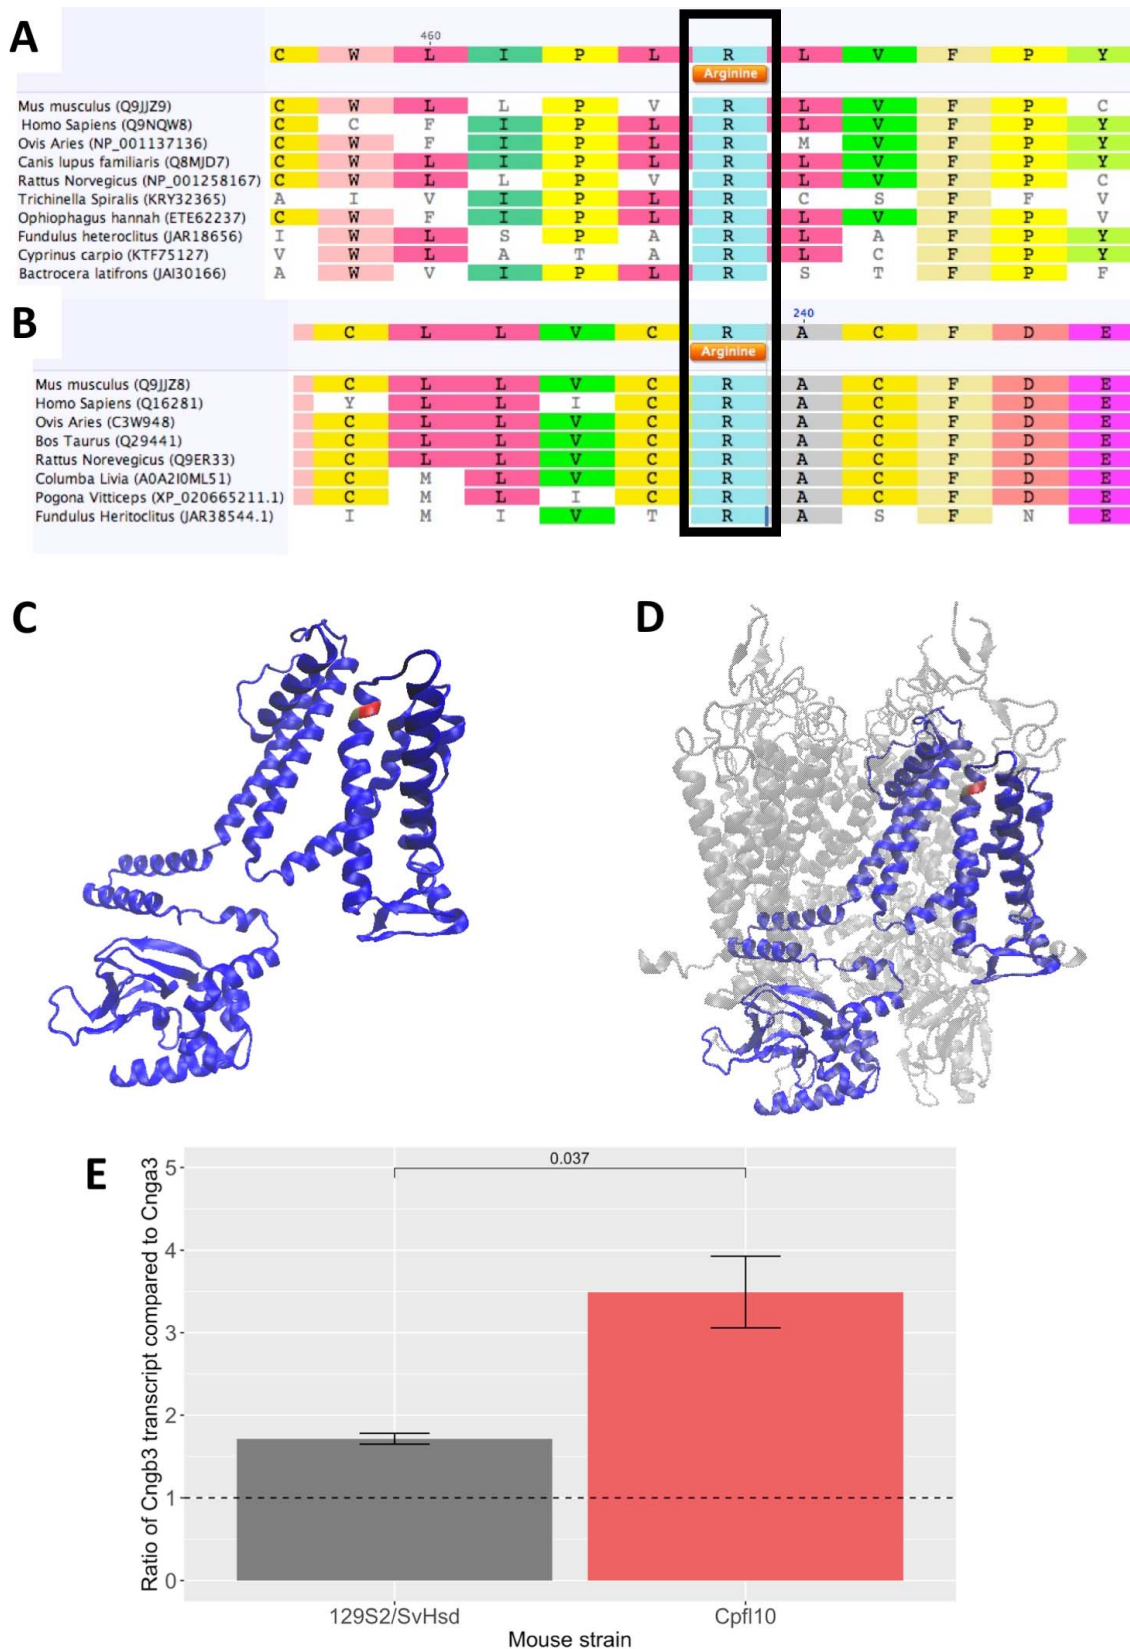 A
460
C W L I P L R L V F P Y
Arginine
Mus musculus (Q9JJZ9) C W L L P V R L V F P C
Homo Sapiens (Q9NQW8) C C F I P L R L V F P Y
Ovis Aries (NP_001137136) C W F I P L R M V F P Y
Canis lupus familiaris (Q8MJD7) C W L I P L R L V F P Y
Rattus Norvegicus (NP_001258167) C W L L P V R L V F P C
Trichinella Spiralis (KRY32365) A I V I P L R C S F F V
Ophiophagus hannah (ETE62237) C W F I P L R L V F P V
Fundulus heteroclitus (JAR18656) I W L S P A R L A F P Y
Cyprinus carpio (KTF75127) V W L A T A R L C F P Y
Bactrocera latifrons (JAI30166) A W V I P L R S T F P F
B
240
C L L V C R A C F D E
Arginine
Mus musculus (Q9JJZ8) C L L V C R A C F D E
Homo Sapiens (Q16281) Y L L I C R A C F D E
Ovis Aries (C3W948) C L L V C R A C F D E
Bos Taurus (Q29441) C L L V C R A C F D E
Rattus Norevegicus (Q9ER33) C L L V C R A C F D E
Columba Livia (A0A2I0ML51) C M L V C R A C F D E
Pogona Vitticeps (XP_020665211.1) C M L I C R A C F D E
Fundulus Heritoclitus (JAR38544.1) I M I V T R A S F N E
C
D
E
Ratio of Cngb3 transcript compared to Cnga3
5
4
3
2
1
0
0.037
129S2/SvHsd
Cpfl10
Mouse strain